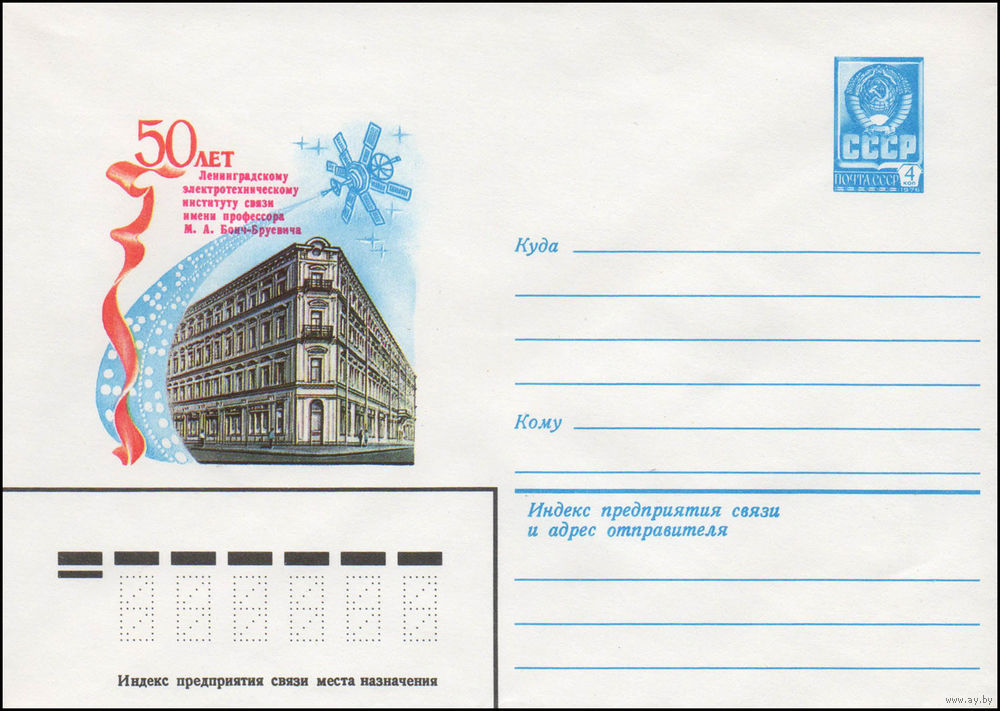 50 ЛЕТ
Ленинградскому
электротехническому
институту связи
имени профессора
М. А. Бонч-Бруевича
СССР
ПОЧТА СССР
4
КОП
1976
Куда
Кому
Индекс предприятия связи
и адрес отправителя
Индекс предприятия связи места назначения
www.ay.by